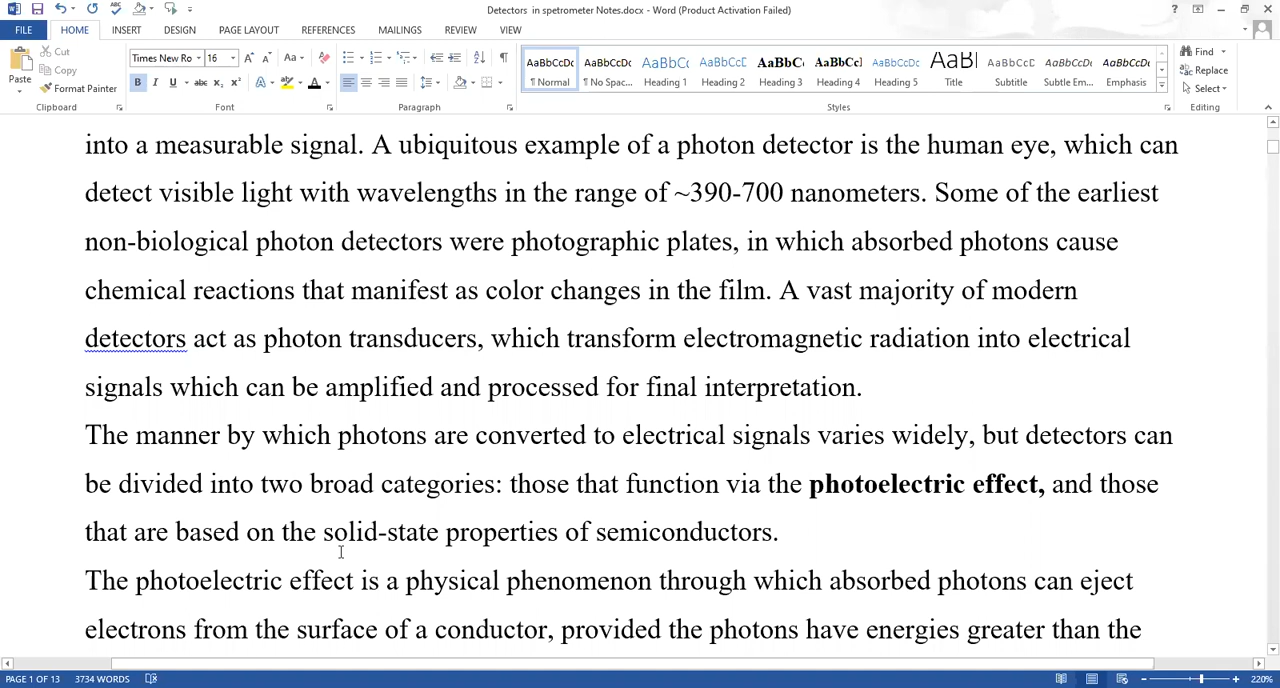 Detectors in spetrometer Notes.docx - Word (Product Activation Failed)
FILE HOME INSERT DESIGN PAGE LAYOUT REFERENCES MAILINGS REVIEW VIEW
Paste
Cut
Copy
Format Painter
Clipboard
Times New Ro 16
Font
Paragraph
AaBbCcDc AaBbCcDc AaBbCc AaBbCcD AaBbC AaBbCc AaBbCcDc AaB AaBbCcD AaBbCcDc AaBbCcDc
¶ Normal ¶ No Spac... Heading 1 Heading 2 Heading 3 Heading 4 Heading 5 Title Subtitle Subtle Em... Emphasis
Styles
Find
Replace
Select
Editing
into a measurable signal. A ubiquitous example of a photon detector is the human eye, which can
detect visible light with wavelengths in the range of ~390-700 nanometers. Some of the earliest
non-biological photon detectors were photographic plates, in which absorbed photons cause
chemical reactions that manifest as color changes in the film. A vast majority of modern
detectors act as photon transducers, which transform electromagnetic radiation into electrical
signals which can be amplified and processed for final interpretation.
The manner by which photons are converted to electrical signals varies widely, but detectors can
be divided into two broad categories: those that function via the photoelectric effect, and those
that are based on the solid-state properties of semiconductors.
The photoelectric effect is a physical phenomenon through which absorbed photons can eject
electrons from the surface of a conductor, provided the photons have energies greater than the
PAGE 1 OF 13 3734 WORDS 220%